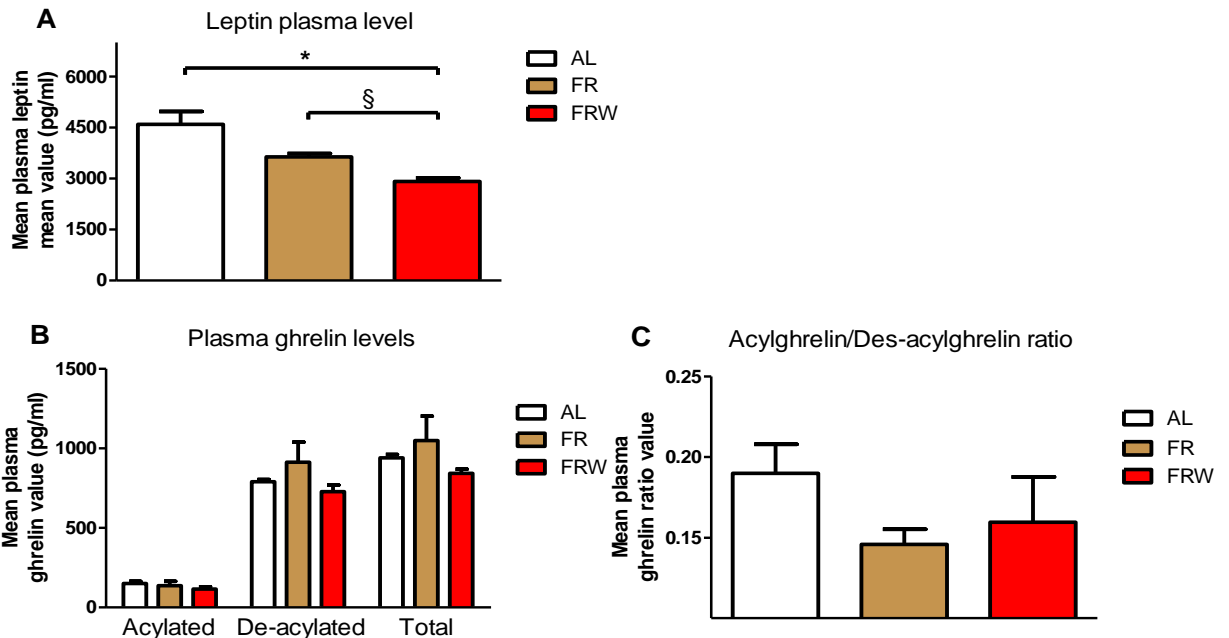 A
Leptin plasma level
Mean plasma leptin
mean value (pg/ml)
6000
4500
3000
1500
0
*
§
AL
FR
FRW
B
Plasma ghrelin levels
Mean plasma
ghrelin value (pg/ml)
1500
1000
500
0
Acylated
De-acylated
Total
AL
FR
FRW
C
Acylghrelin/Des-acylghrelin ratio
Mean plasma
ghrelin ratio value
0.25
0.20
0.15
AL
FR
FRW